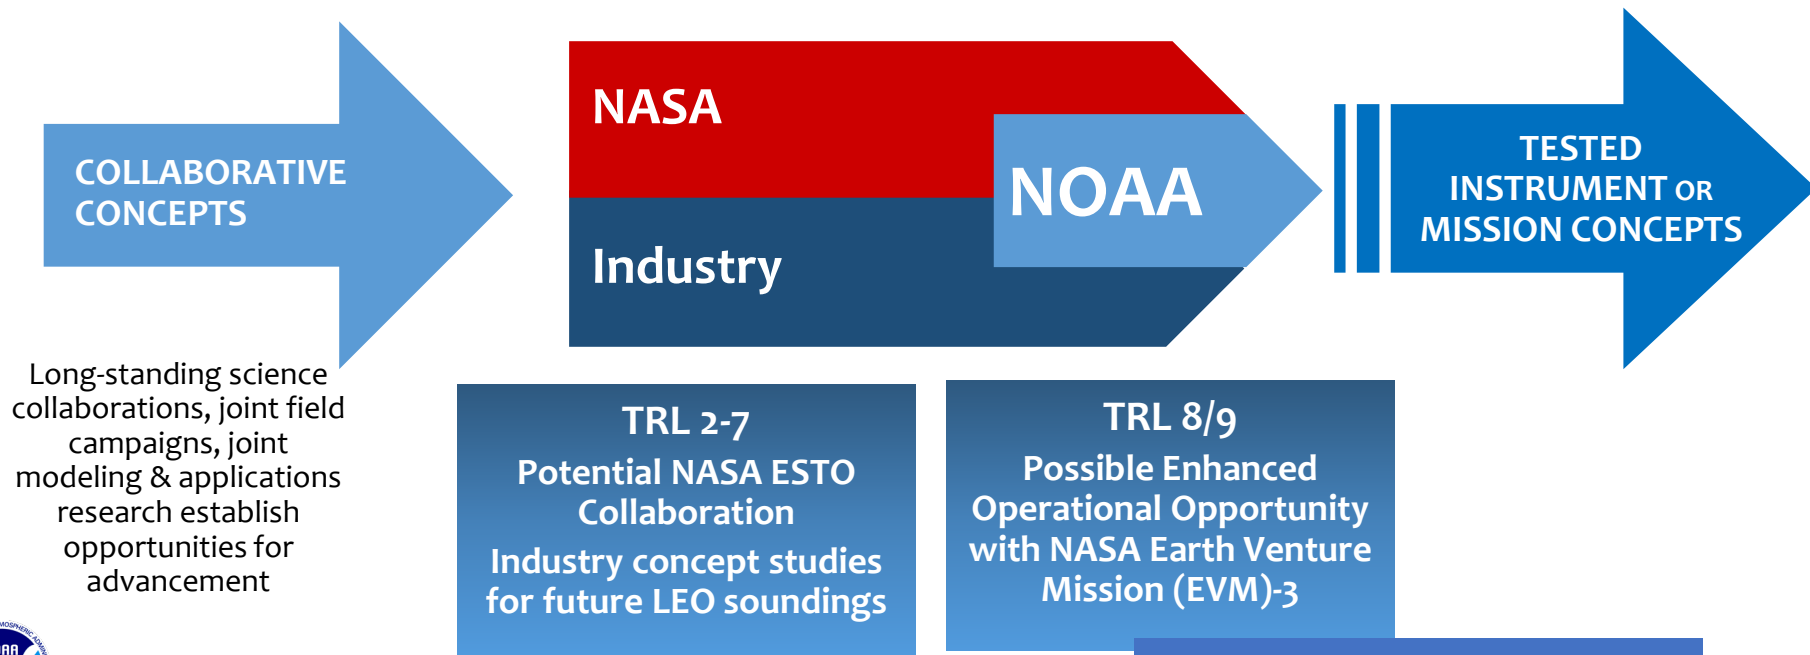 COLLABORATIVE
CONCEPTS
NASA
Industry
NOAA
TESTED
INSTRUMENT OR
MISSION CONCEPTS
Long-standing science
collaborations, joint field
campaigns, joint
modeling & applications
research establish
opportunities for
advancement
TRL 2-7
Potential NASA ESTO
Collaboration
Industry concept studies
for future LEO soundings
TRL 8/9
Possible Enhanced
Operational Opportunity
with NASA Earth Venture
Mission (EVM)-3